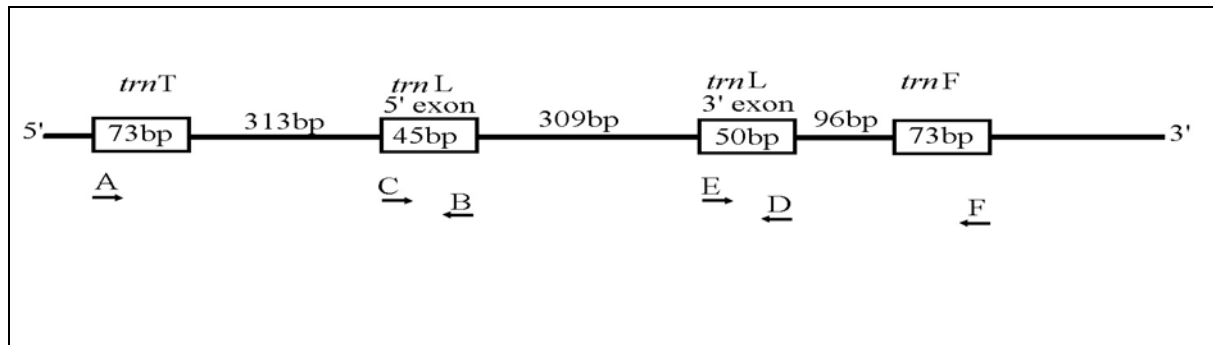 trnT trnL trnL trnF
5' exon 3' exon
5' 73bp 313bp 45bp 309bp 50bp 96bp 73bp 3'
A C B E D F